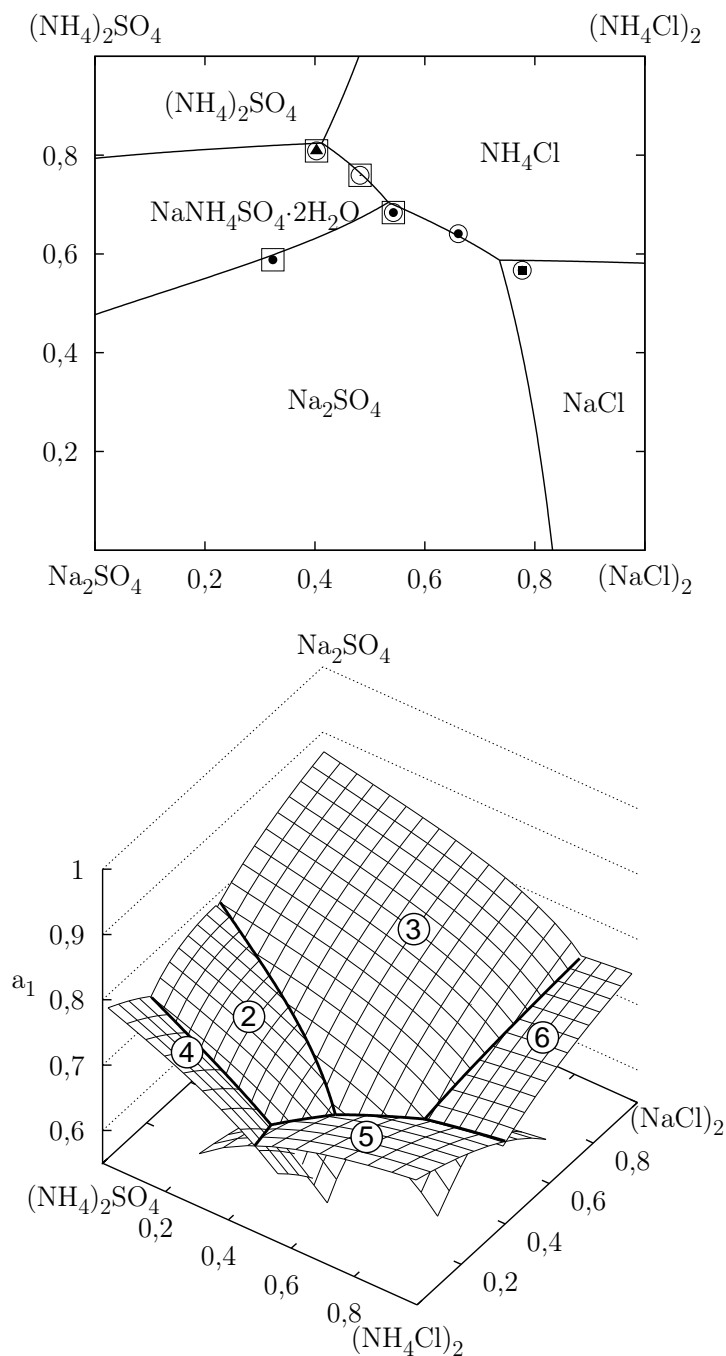 (NH₄)₂SO₄ (NH₄Cl)₂
(NH₄)₂SO₄
NH₄Cl
0,8
NaNH₄SO₄·2H₂O
0,6
0,4
Na₂SO₄
NaCl
0,2
Na₂SO₄ 0,2 0,4 0,6 0,8 (NaCl)₂
Na₂SO₄
1
0,9
3
a₁
0,8
2
6
4
0,7
5
0,6
(NaCl)₂
0,8
(NH₄)₂SO₄
0,6
0,2
0,4
0,4
0,2
0,6
0,8
(NH₄Cl)₂